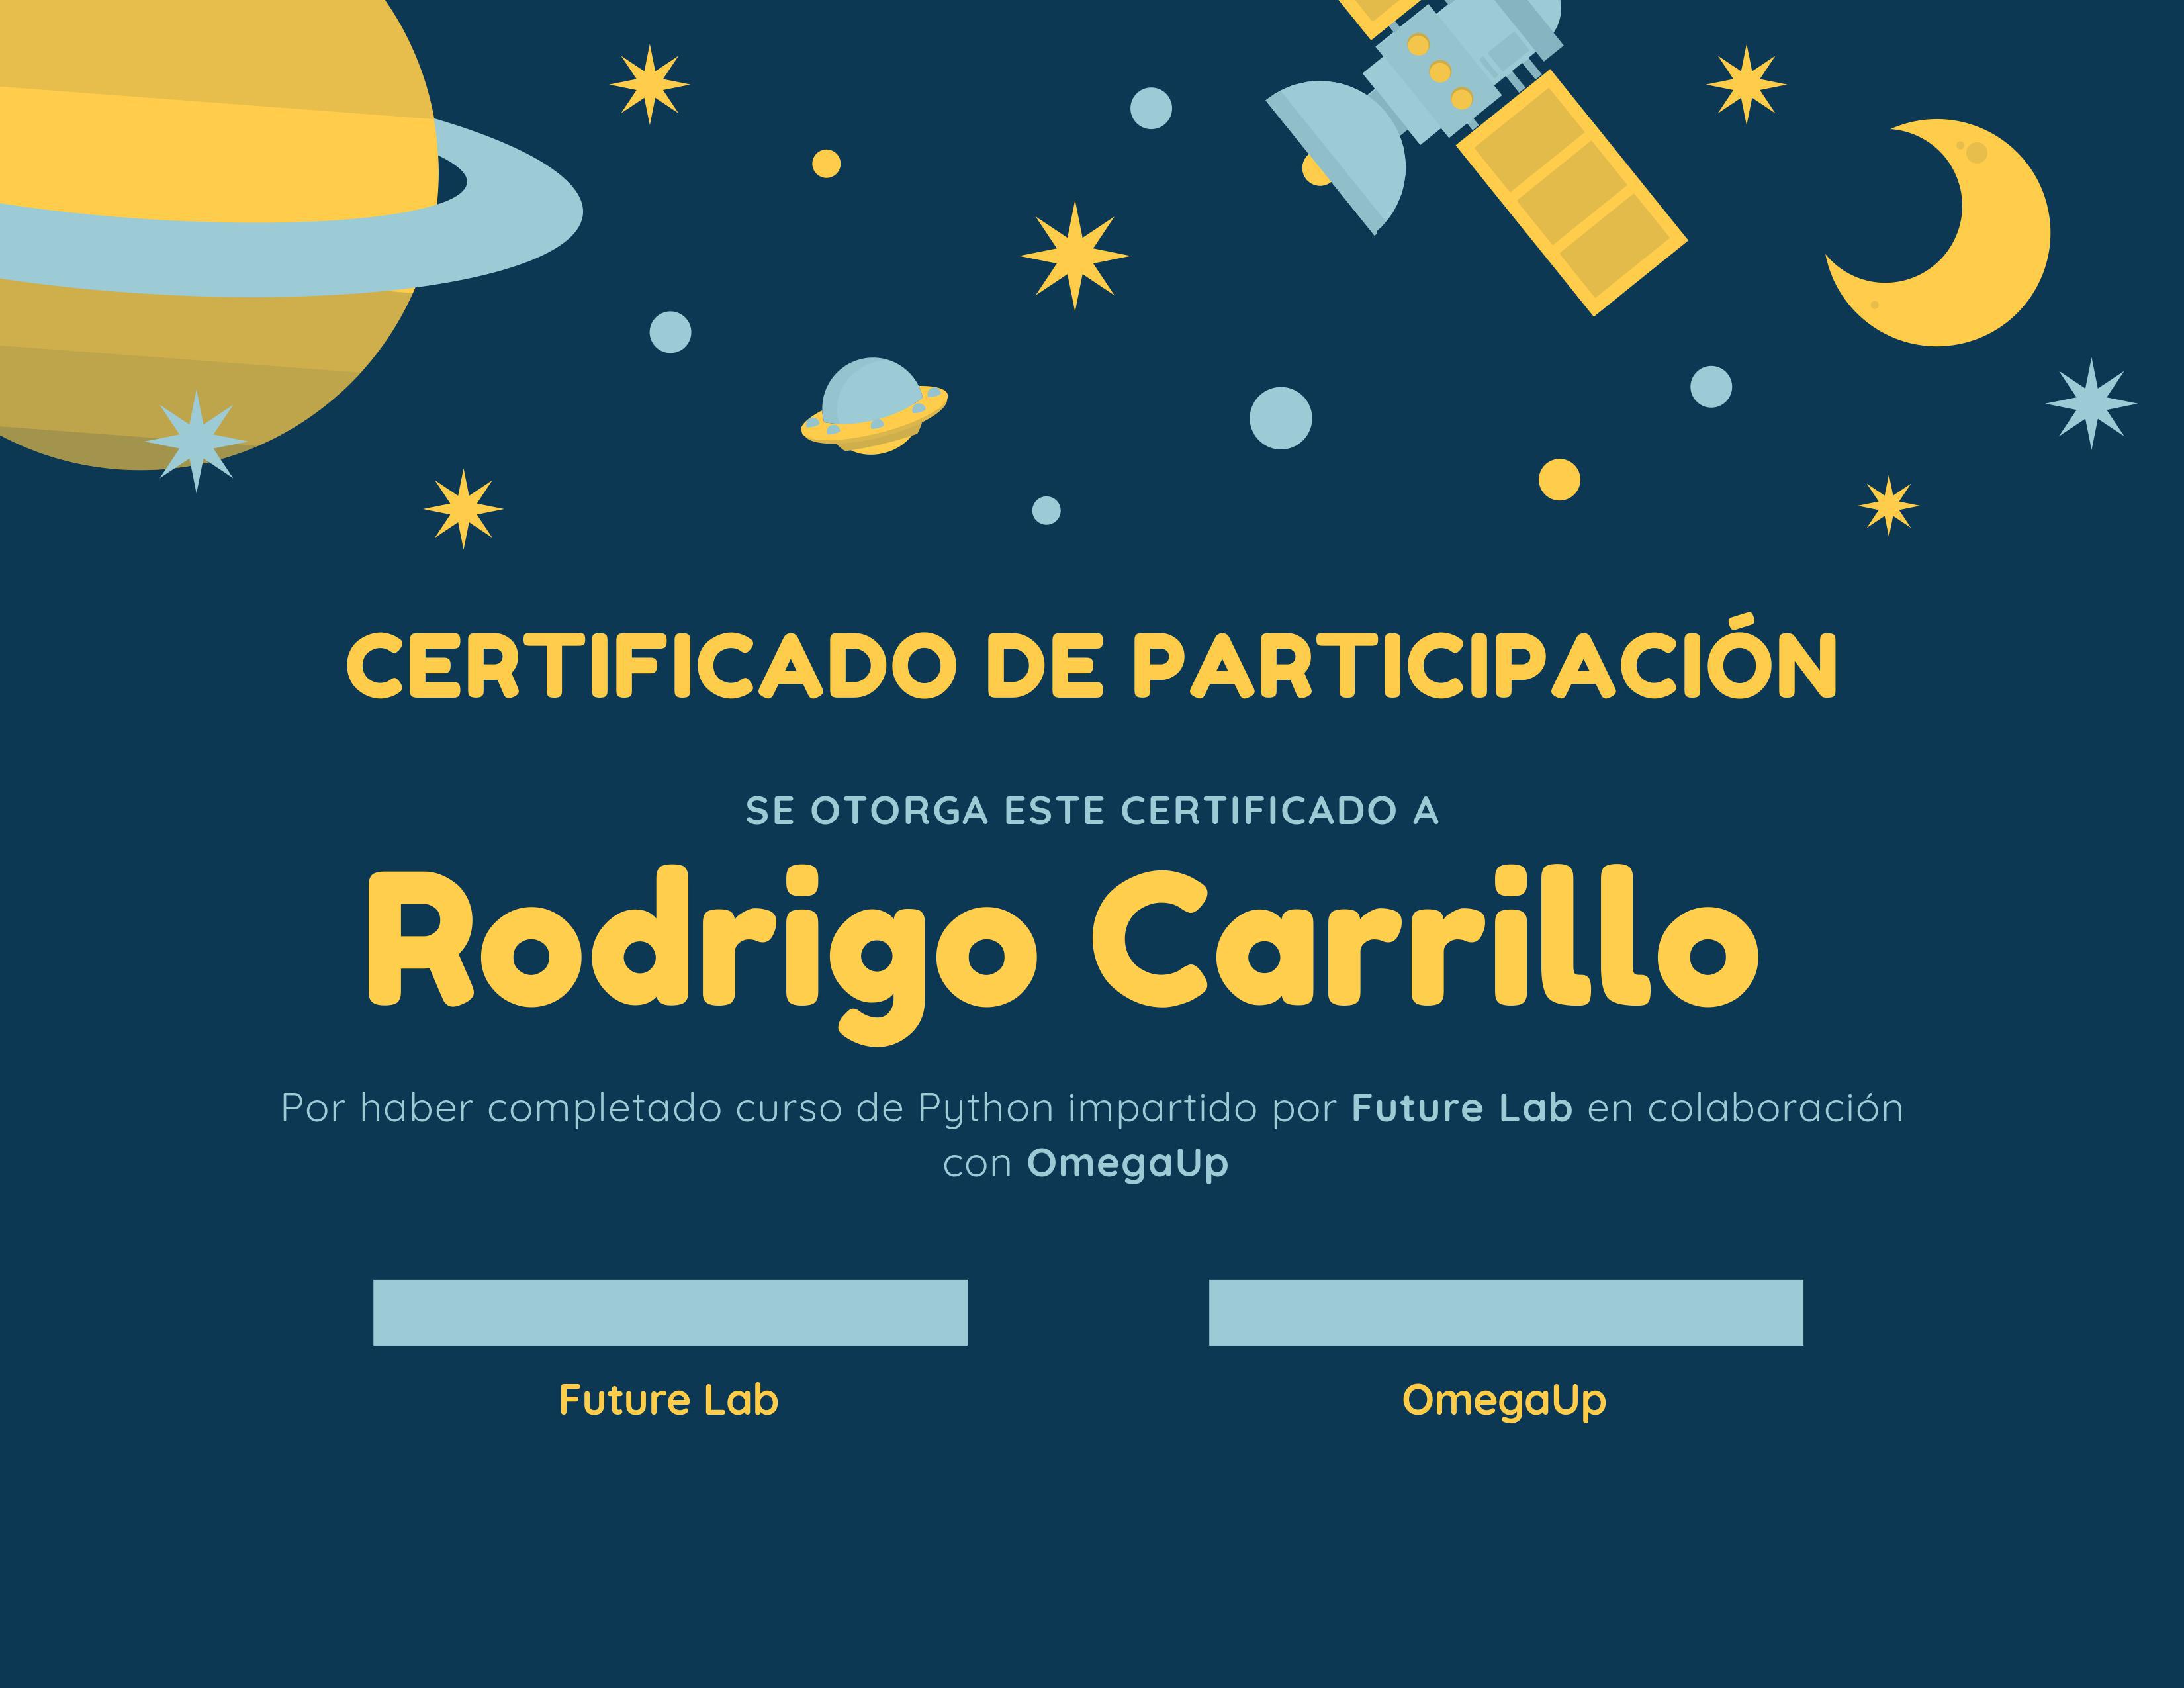 CERTIFICADO DE PARTICIPACIÓN
SE OTORGA ESTE CERTIFICADO A
Rodrigo Carrillo
Por haber completado curso de Python impartido por Future Lab en colaboración
con OmegaUp
Future Lab
OmegaUp